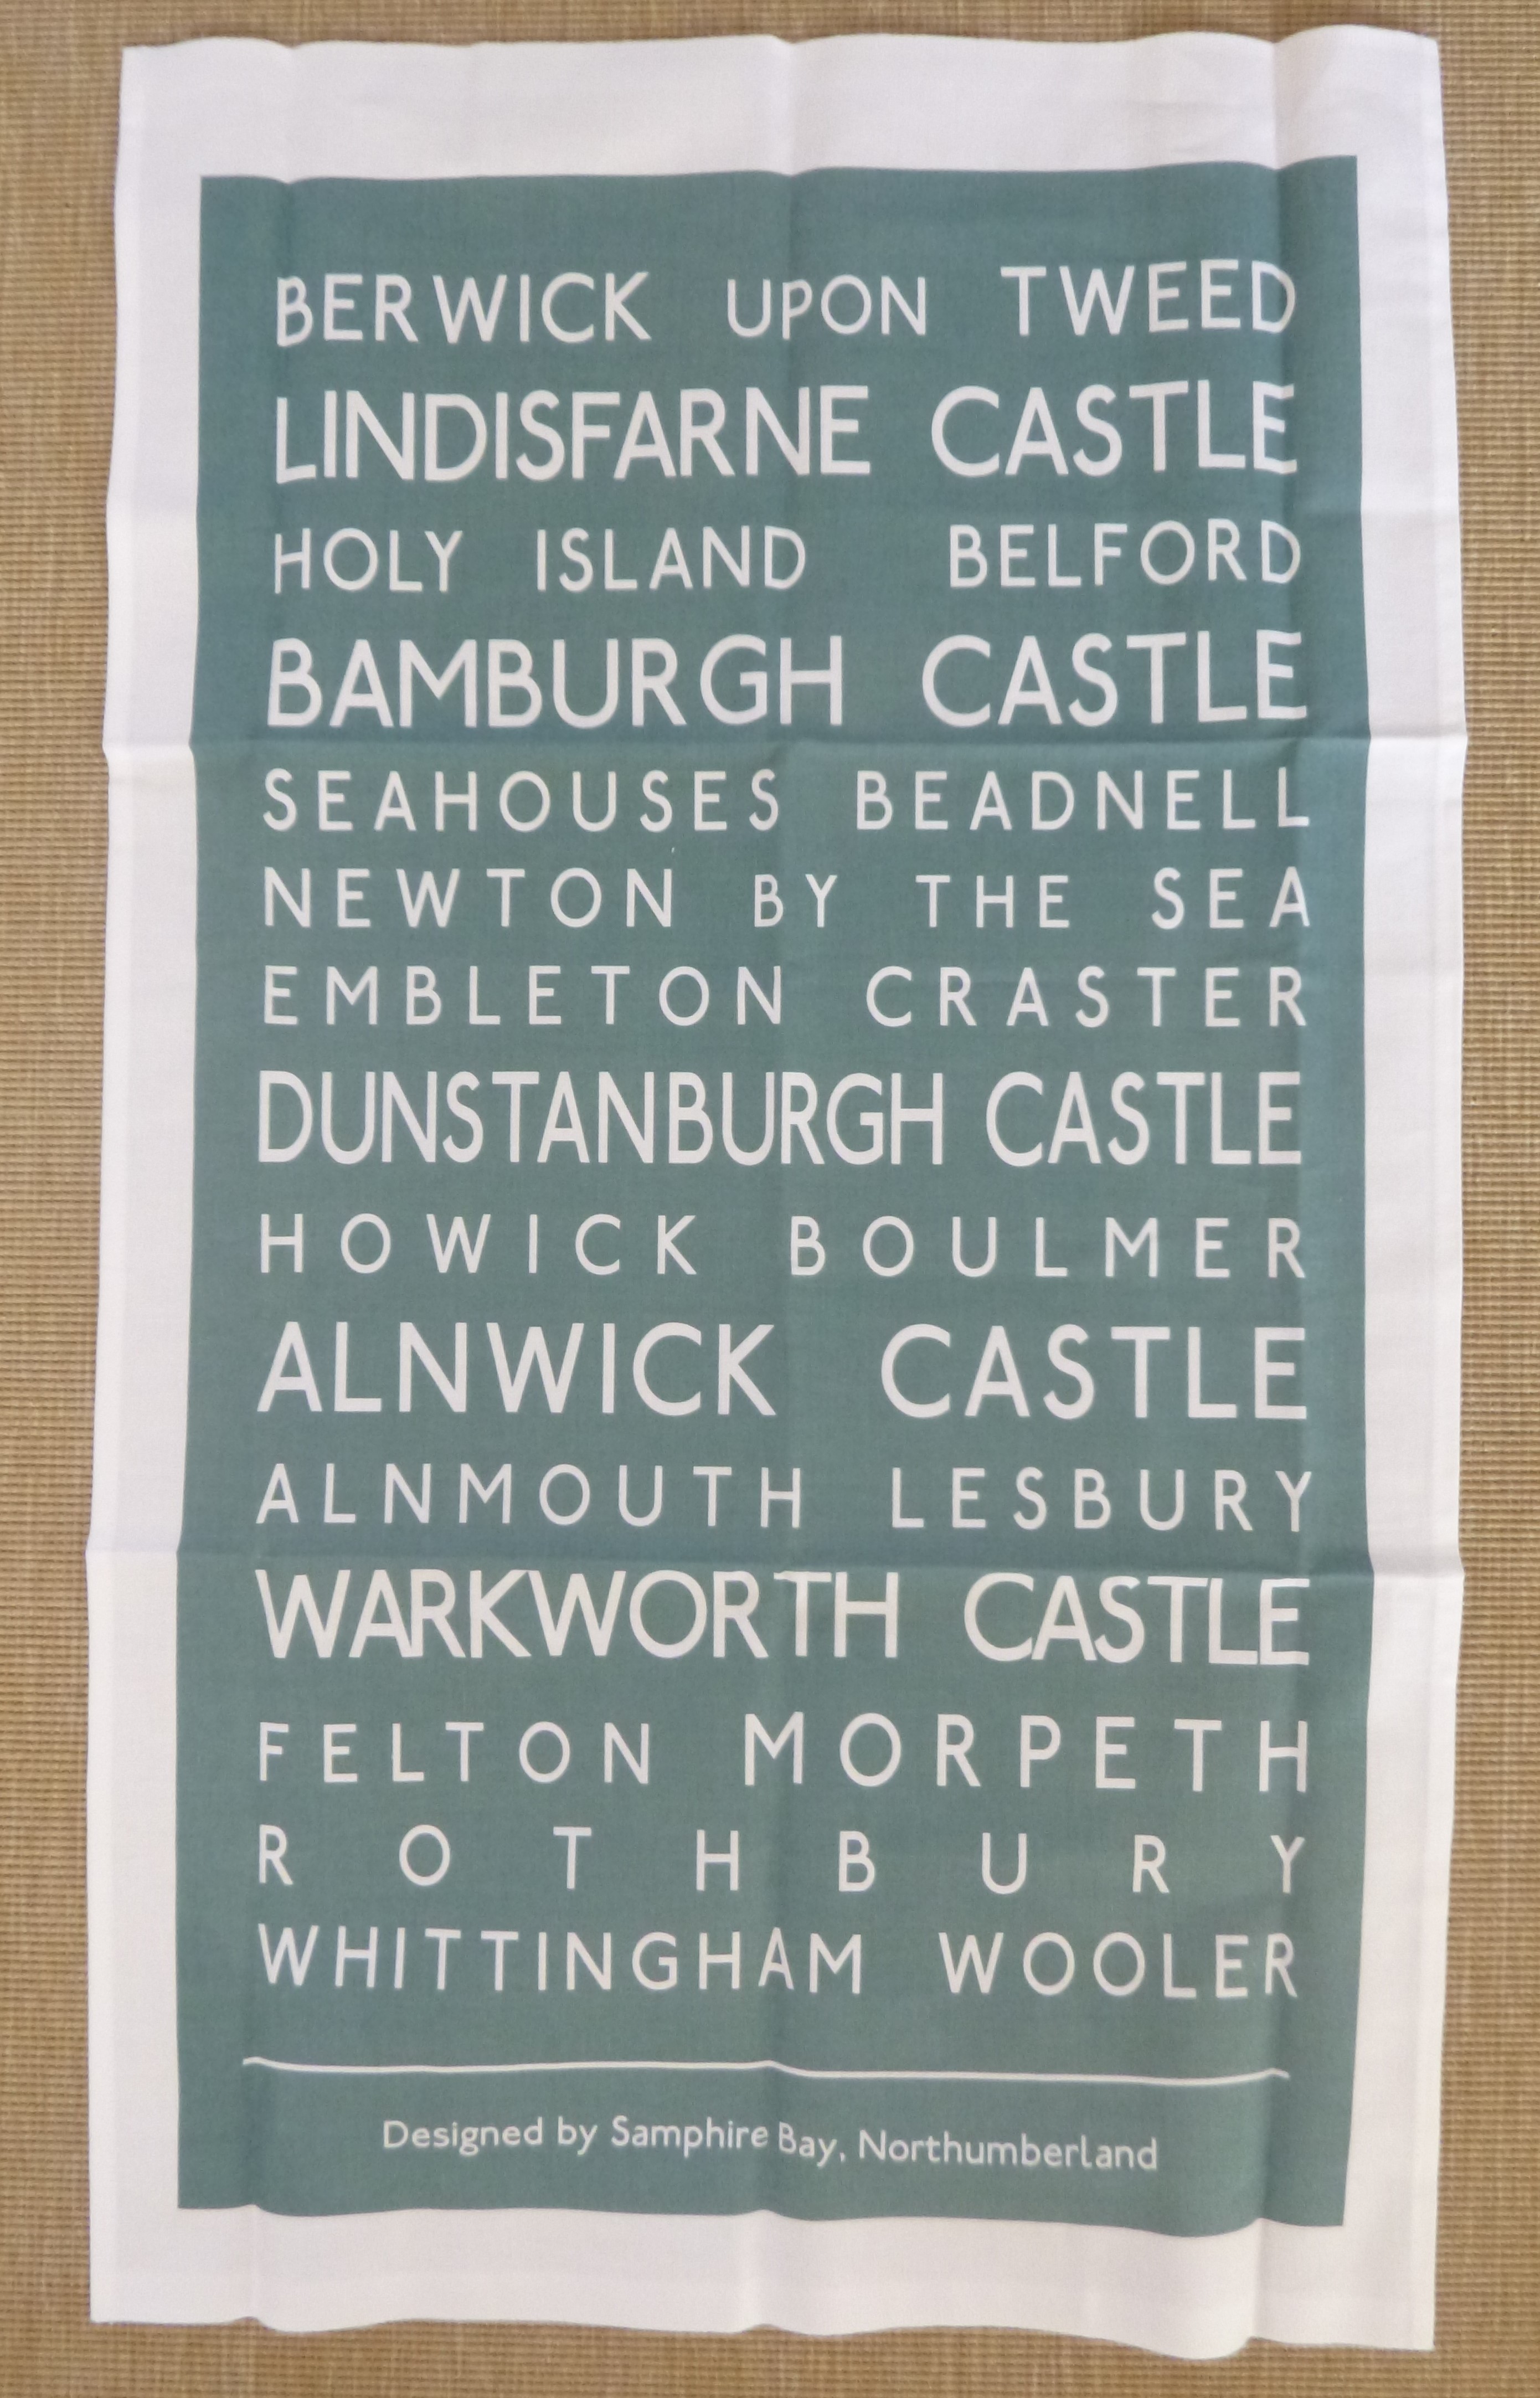 BERWICK UPON TWEED
LINDISFARNE CASTLE
HOLY ISLAND BELFORD
BAMBURGH CASTLE
SEAHOUSES BEADNELL
NEWTON BY THE SEA
EMBLETON CRASTER
DUNSTANBURGH CASTLE
HOWICK BOULMER
ALNWICK CASTLE
ALNMOUTH LESBURY
WARKWORTH CASTLE
FELTON MORPETH
ROTHBURY
WHITTINGHAM WOOLER
Designed by Samphire Bay, Northumberland